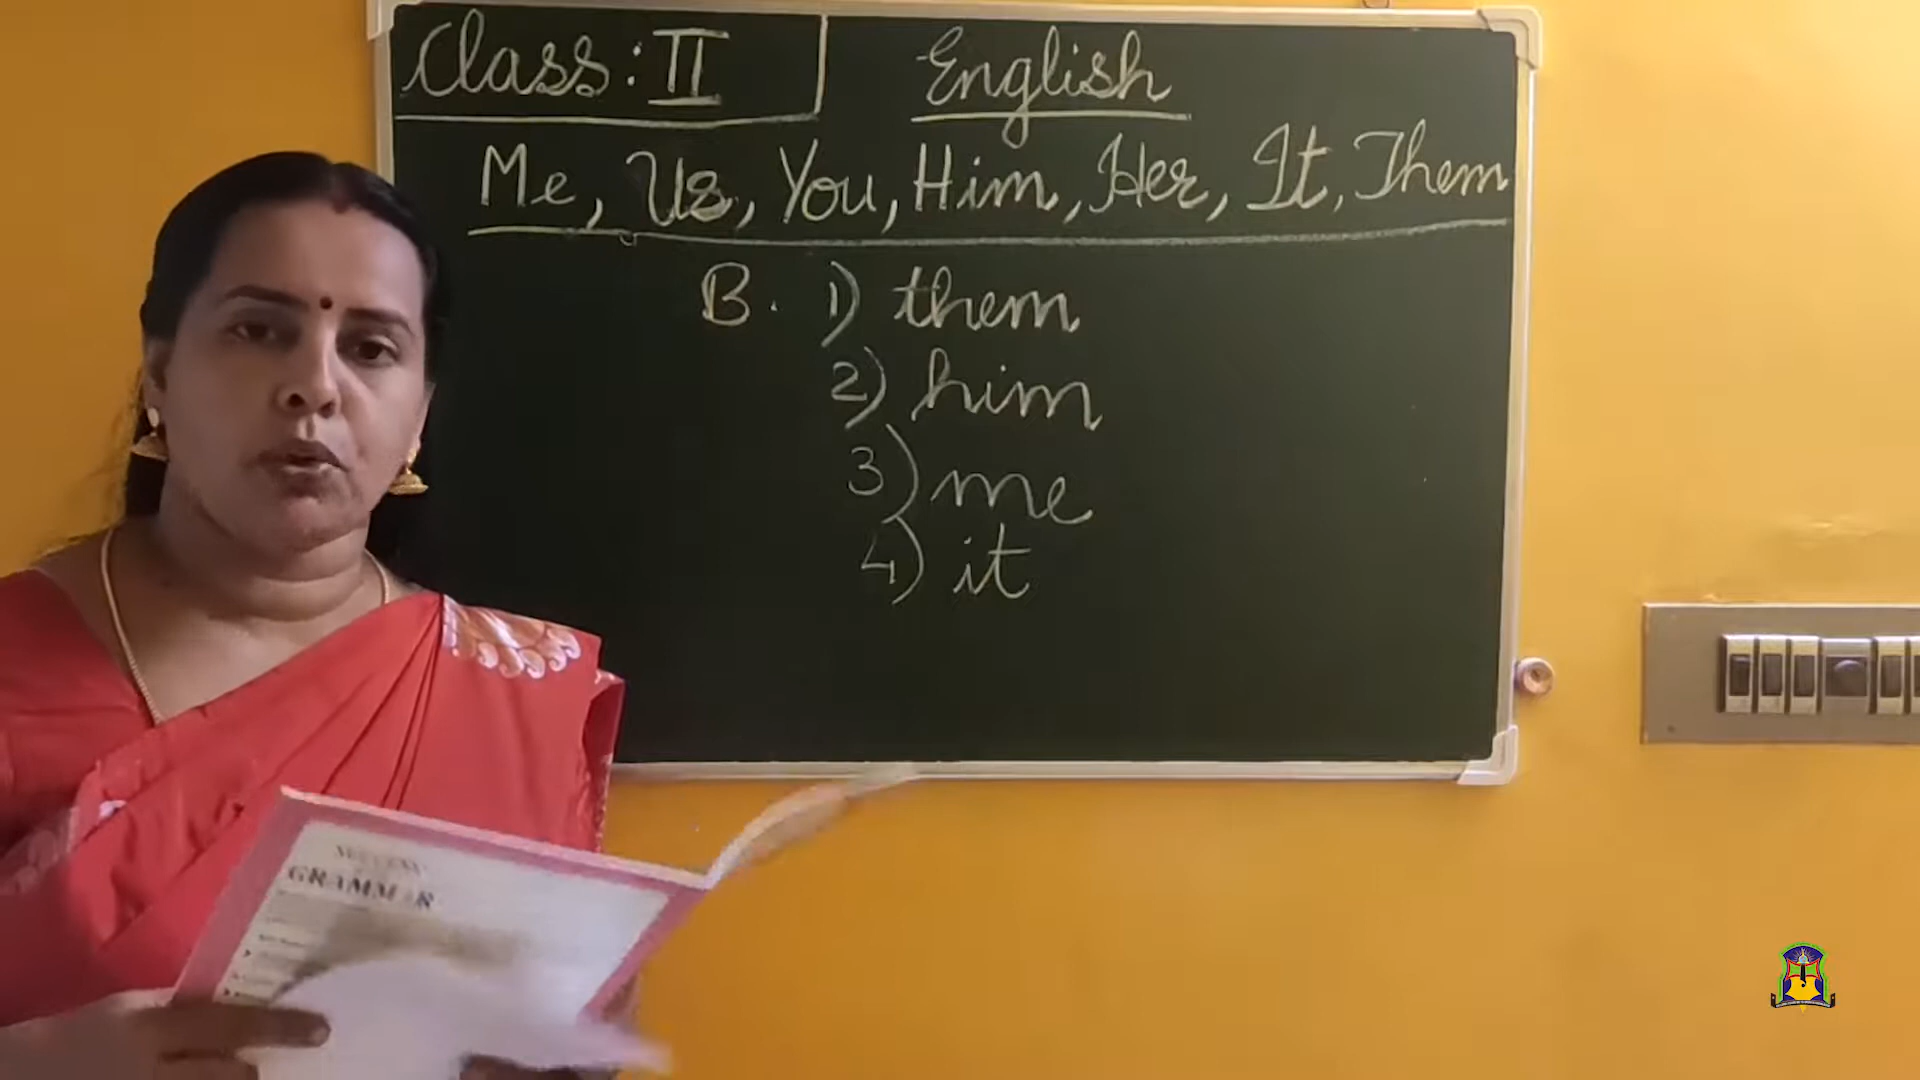 Class: II
English
Me, Us, You, Him, Her, It, Them
B. 1) them
2) him
3) me
4) it
GRAMMAR